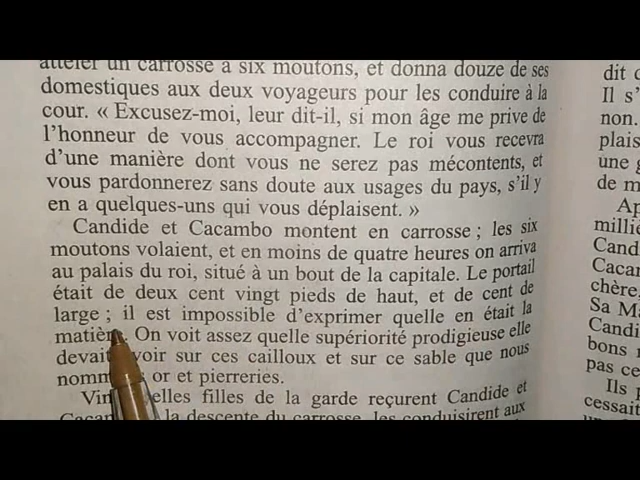 atteler un carrosse à six moutons, et donna douze de ses
domestiques aux deux voyageurs pour les conduire à la
cour. « Excusez-moi, leur dit-il, si mon âge me prive de
l'honneur de vous accompagner. Le roi vous recevra
d'une manière dont vous ne serez pas mécontents, et
vous pardonnerez sans doute aux usages du pays, s'il y
en a quelques-uns qui vous déplaisent. »
Candide et Cacambo montent en carrosse ; les six
moutons volaient, et en moins de quatre heures on arriva
au palais du roi, situé à un bout de la capitale. Le portail
était de deux cent vingt pieds de haut, et de cent de
large ; il est impossible d'exprimer quelle en était la
matière. On voit assez quelle supériorité prodigieuse elle
devait avoir sur ces cailloux et sur ce sable que nous
nommons or et pierreries.
belles filles de la garde reçurent Candide et
la descente du carrosse, les conduisirent aux
dit
Il s'
non.
plais
une
de m
Ap
milli
Cand
Cacam
chère,
Sa Ma
Candi
bons
pas ce
Ils
cessait